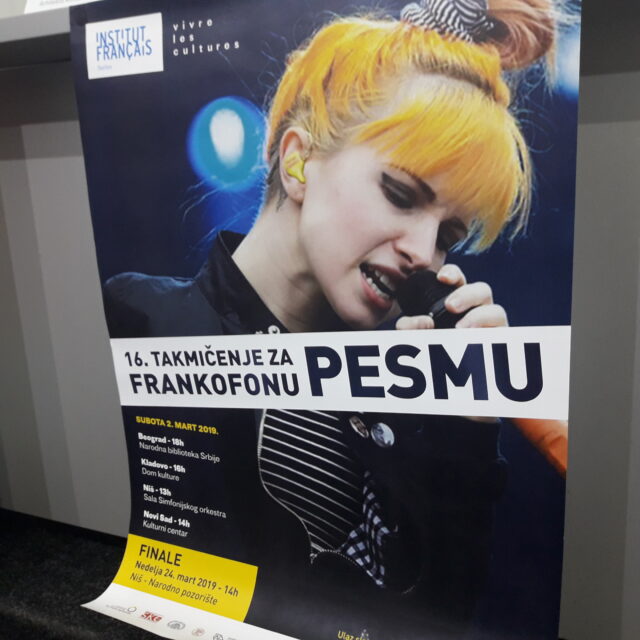 INSTITUT
FRANÇAIS
vivre
les
cultures
16. TAKMIČENJE ZA
FRANKOFONU PESMU
SUBOTA 2. MART 2019.
Beograd - 18h
Narodna biblioteka Srbije
Kladovo - 16h
Dom kulture
Niš - 13h
Sala Simfonijskog orkestra
Novi Sad - 14h
Kulturni centar
FINALE
Nedelja 24. mart 2019 - 14h
Niš - Narodno pozorište
Ulaz